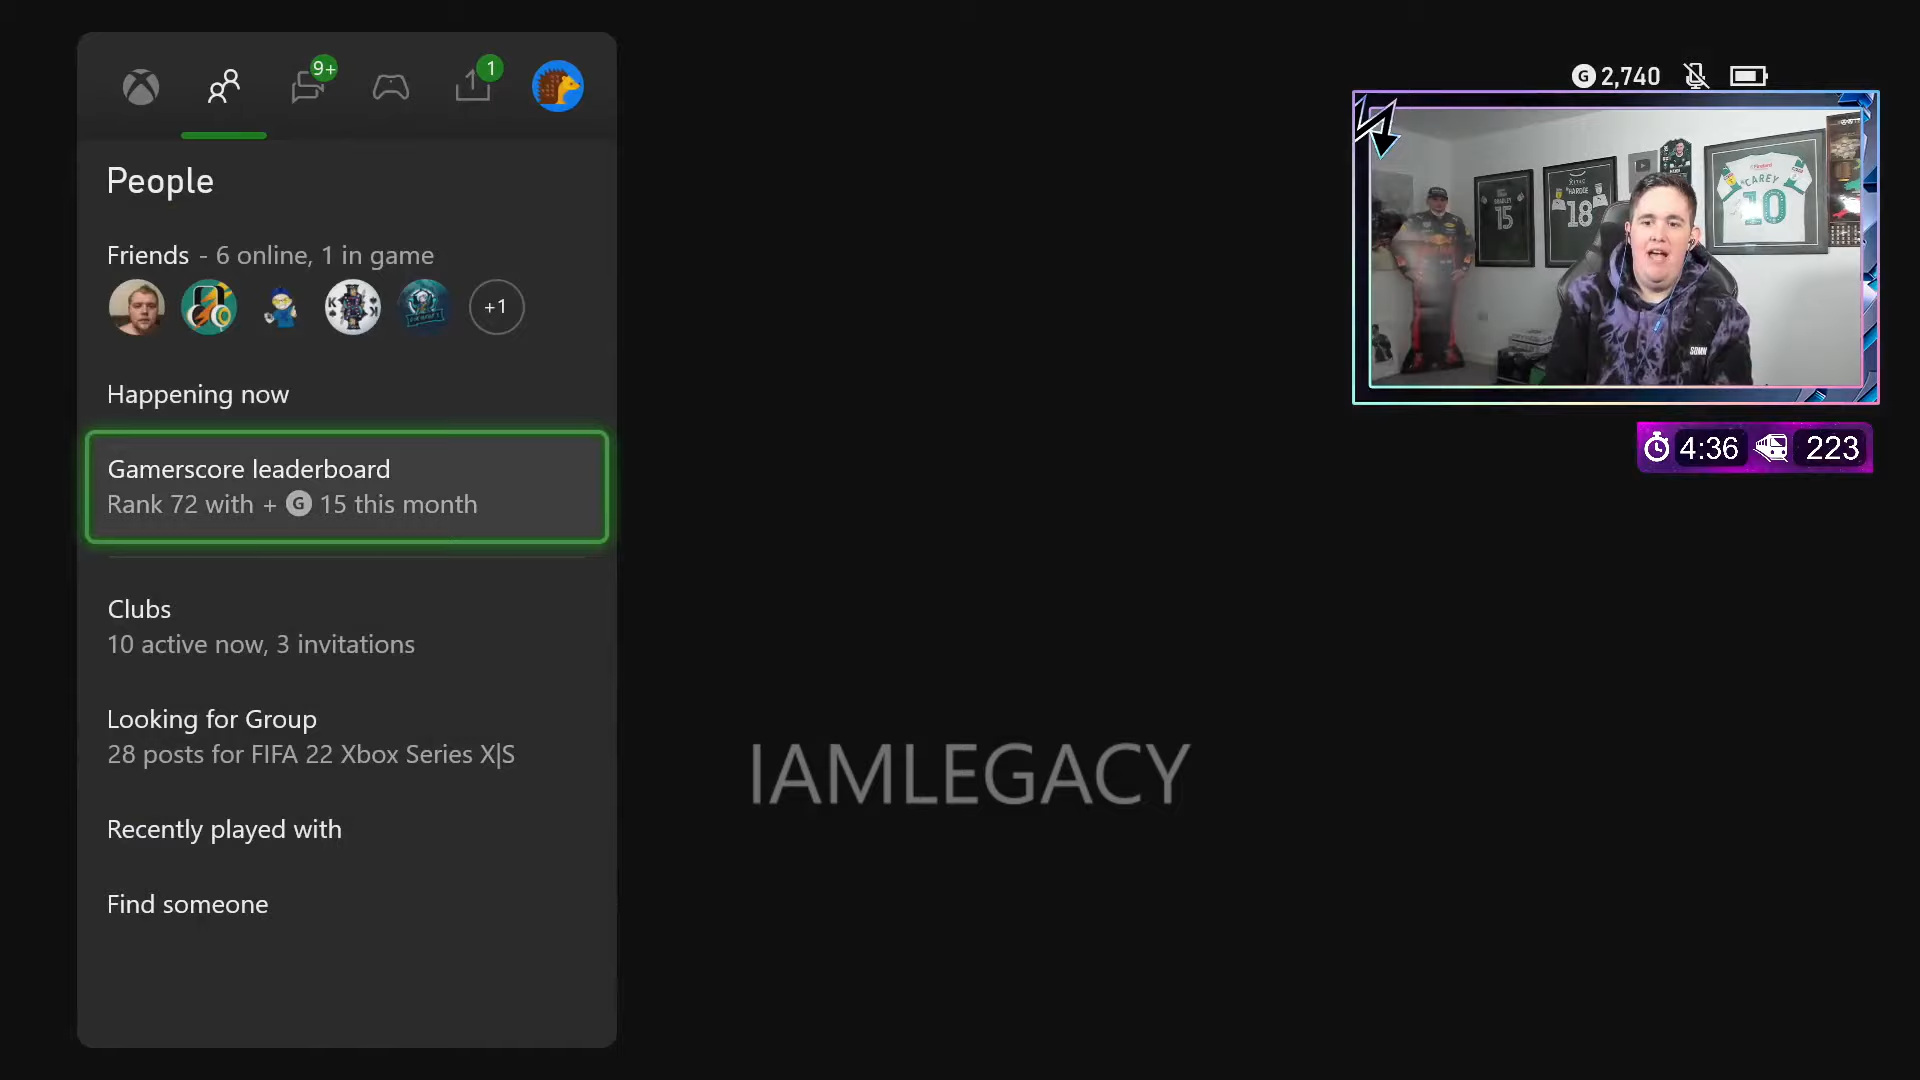 9+
1
G 2,740
People
Friends - 6 online, 1 in game
K
+1
Happening now
Gamerscore leaderboard
Rank 72 with + G 15 this month
Clubs
10 active now, 3 invitations
Looking for Group
28 posts for FIFA 22 Xbox Series X|S
Recently played with
Find someone
IAMLEGACY
BRADLEY
15
HARDIE
18
CAREY
10
4:36
223